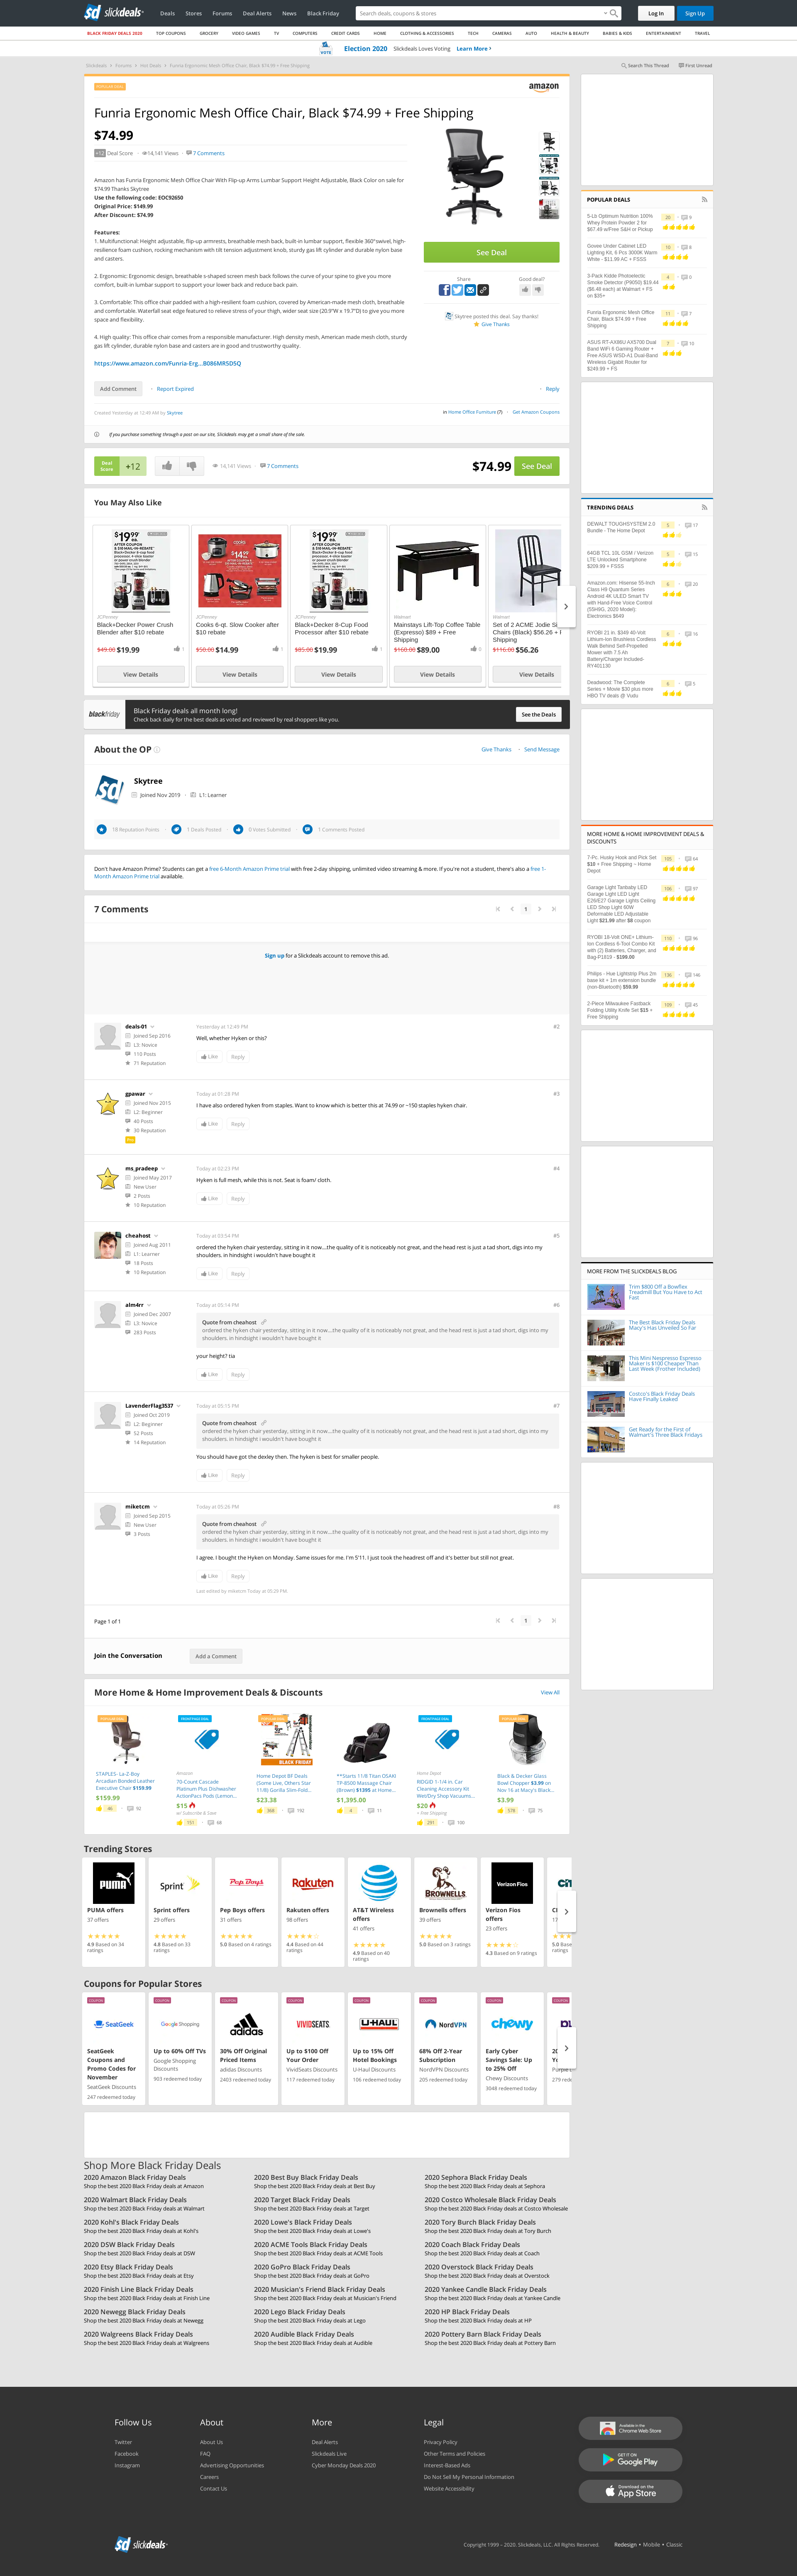 slickdeals
Deals
Stores
Forums
Deal Alerts
News
Black Friday
Search deals, coupons & stores
Log In
Sign Up
BLACK FRIDAY DEALS 2020
TOP COUPONS
GROCERY
VIDEO GAMES
TV
COMPUTERS
CREDIT CARDS
HOME
CLOTHING & ACCESSORIES
TECH
CAMERAS
AUTO
HEALTH & BEAUTY
BABIES & KIDS
ENTERTAINMENT
TRAVEL
VOTE
Election 2020
Slickdeals Loves Voting
Learn More ›
Slickdeals
Forums
Hot Deals
Funria Ergonomic Mesh Office Chair, Black $74.99 + Free Shipping
Search This Thread
First Unread
POPULAR DEAL
amazon
Funria Ergonomic Mesh Office Chair, Black $74.99 + Free Shipping
$74.99
+12 Deal Score
14,141 Views
7 Comments
Amazon has Funria Ergonomic Mesh Office Chair With Flip-up Arms Lumbar Support Height Adjustable, Black Color on sale for
$74.99 Thanks Skytree
Use the following code: EOC92650
Original Price: $149.99
After Discount: $74.99
Features:
1. Multifunctional: Height adjustable, flip-up armrests, breathable mesh back, built-in lumbar support, flexible 360°swivel, high-
resilience foam cushion, rocking mechanism with tilt tension adjustment knob, sturdy gas lift cylinder and durable nylon base
and casters.
2. Ergonomic: Ergonomic design, breathable s-shaped screen mesh back follows the curve of your spine to give you more
comfort, built-in lumbar support to protect your lower back and reduce back pain.
3. Comfortable: This office chair padded with a high-resilient foam cushion, covered by American-made mesh cloth, breathable
comfortable. Waterfall seat edge feature to relieve stress of your thigh, wider size of seat (20.9"W x 19.7"D) to give you more
space and flexibility.
4. High quality: This office chair comes from a responsible manufacturer. High density mesh, American made mesh cloth, sturdy
gas lift cylinder, durable nylon base and casters are in good and trustworthy quality.
https://www.amazon.com/Funria-Erg...B086MR5D5Q
See Deal
Share
Good deal?
Skytree posted this deal. Say thanks!
Give Thanks
Add Comment
Report Expired
Reply
Created Yesterday at 12:49 AM by Skytree
in Home Office Furniture (7)
Get Amazon Coupons
If you purchase something through a post on our site, Slickdeals may get a small share of the sale.
Deal
Score
+12
14,141 Views
7 Comments
$74.99
See Deal
You May Also Like
JCPenney
Black+Decker Power Crush
Blender after $10 rebate
$49.00 $19.99
1
View Details
JCPenney
Cooks 6-qt. Slow Cooker after
$10 rebate
$50.00 $14.99
1
View Details
JCPenney
Black+Decker 8-Cup Food
Processor after $10 rebate
$85.00 $19.99
1
View Details
Walmart
Mainstays Lift-Top Coffee Table
(Espresso) $89 + Free
Shipping
$160.00 $89.00
0
View Details
Walmart
Set of 2 ACME Jodie Si
Chairs (Black) $56.26 +
Shipping
$116.00 $56.26
View Details
blackfriday
Black Friday deals all month long!
Check back daily for the best deals as voted and reviewed by real shoppers like you.
See the Deals
About the OP
Give Thanks
Send Message
Skytree
Joined Nov 2019
L1: Learner
18 Reputation Points
1 Deals Posted
0 Votes Submitted
1 Comments Posted
Don't have Amazon Prime? Students can get a free 6-Month Amazon Prime trial with free 2-day shipping, unlimited video streaming & more. If you're not a student, there's also a free 1-
Month Amazon Prime trial available.
7 Comments
1
Sign up for a Slickdeals account to remove this ad.
deals-01
Joined Sep 2016
L3: Novice
110 Posts
71 Reputation
Yesterday at 12:49 PM
#2
Well, whether Hyken or this?
Like
Reply
gpawar
Joined Nov 2015
L2: Beginner
40 Posts
30 Reputation
Pro
Today at 01:28 PM
#3
I have also ordered hyken from staples. Want to know which is better this at 74.99 or ~150 staples hyken chair.
Like
Reply
ms_pradeep
Joined May 2017
New User
2 Posts
10 Reputation
Today at 02:23 PM
#4
Hyken is full mesh, while this is not. Seat is foam/ cloth.
Like
Reply
cheahost
Joined Aug 2011
L1: Learner
18 Posts
10 Reputation
Today at 03:54 PM
#5
ordered the hyken chair yesterday, sitting in it now....the quality of it is noticeably not great, and the head rest is just a tad short, digs into my
shoulders. in hindsight i wouldn't have bought it
Like
Reply
alm4rr
Joined Dec 2007
L3: Novice
283 Posts
Today at 05:14 PM
#6
Quote from cheahost
ordered the hyken chair yesterday, sitting in it now....the quality of it is noticeably not great, and the head rest is just a tad short, digs into my
shoulders. in hindsight i wouldn't have bought it
your height? tia
Like
Reply
LavenderFlag3537
Joined Oct 2019
L2: Beginner
52 Posts
14 Reputation
Today at 05:15 PM
#7
Quote from cheahost
ordered the hyken chair yesterday, sitting in it now....the quality of it is noticeably not great, and the head rest is just a tad short, digs into my
shoulders. in hindsight i wouldn't have bought it
You should have got the dexley then. The hyken is best for smaller people.
Like
Reply
miketcm
Joined Sep 2015
New User
3 Posts
Today at 05:26 PM
#8
Quote from cheahost
ordered the hyken chair yesterday, sitting in it now....the quality of it is noticeably not great, and the head rest is just a tad short, digs into my
shoulders. in hindsight i wouldn't have bought it
I agree. I bought the Hyken on Monday. Same issues for me. I'm 5'11. I just took the headrest off and it's better but still not great.
Like
Reply
Last edited by miketcm Today at 05:29 PM.
Page 1 of 1
1
Join the Conversation
Add a Comment
More Home & Home Improvement Deals & Discounts
View All
STAPLES- La-Z-Boy
Arcadian Bonded Leather
Executive Chair $159.99
$159.99
Amazon
70-Count Cascade
Platinum Plus Dishwasher
ActionPacs Pods (Lemon...
$15
w/ Subscribe & Save
151
68
Home Depot BF Deals
(Some Live, Others Star
11/8) Gorilla Slim-Fold...
$23.38
368
192
**Starts 11/8 Titan OSAKI
TP-8500 Massage Chair
(Brown) $1395 at Home...
$1,395.00
4
11
Home Depot
RIDGID 1-1/4 in. Car
Cleaning Accessory Kit
Wet/Dry Shop Vacuums...
$20
+ Free Shipping
291
100
Black & Decker Glass
Bowl Chopper $3.99 on
Nov 16 at Macy's Black...
$3.99
578
75
Trending Stores
PUMA offers
37 offers
4.9 Based on 34
ratings
Sprint offers
29 offers
4.8 Based on 33
ratings
Pep Boys offers
31 offers
5.0 Based on 4 ratings
Rakuten offers
98 offers
4.4 Based on 44
ratings
AT&T Wireless
offers
41 offers
4.9 Based on 40
ratings
Brownells offers
39 offers
5.0 Based on 3 ratings
Verizon Fios
offers
23 offers
4.3 Based on 9 ratings
Coupons for Popular Stores
SeatGeek
Coupons and
Promo Codes for
November
SeatGeek Discounts
247 redeemed today
Up to 60% Off TVs
Google Shopping
Discounts
903 redeemed today
30% Off Original
Priced Items
adidas Discounts
2403 redeemed today
Up to $100 Off
Your Order
VividSeats Discounts
117 redeemed today
Up to 15% Off
Hotel Bookings
U-Haul Discounts
106 redeemed today
68% Off 2-Year
Subscription
NordVPN Discounts
205 redeemed today
Early Cyber
Savings Sale: Up
to 25% Off
Chewy Discounts
3048 redeemed today
Shop More Black Friday Deals
2020 Amazon Black Friday Deals
Shop the best 2020 Black Friday deals at Amazon
2020 Best Buy Black Friday Deals
Shop the best 2020 Black Friday deals at Best Buy
2020 Sephora Black Friday Deals
Shop the best 2020 Black Friday deals at Sephora
2020 Walmart Black Friday Deals
Shop the best 2020 Black Friday deals at Walmart
2020 Target Black Friday Deals
Shop the best 2020 Black Friday deals at Target
2020 Costco Wholesale Black Friday Deals
Shop the best 2020 Black Friday deals at Costco Wholesale
2020 Kohl's Black Friday Deals
Shop the best 2020 Black Friday deals at Kohl's
2020 Lowe's Black Friday Deals
Shop the best 2020 Black Friday deals at Lowe's
2020 Tory Burch Black Friday Deals
Shop the best 2020 Black Friday deals at Tory Burch
2020 DSW Black Friday Deals
Shop the best 2020 Black Friday deals at DSW
2020 ACME Tools Black Friday Deals
Shop the best 2020 Black Friday deals at ACME Tools
2020 Coach Black Friday Deals
Shop the best 2020 Black Friday deals at Coach
2020 Etsy Black Friday Deals
Shop the best 2020 Black Friday deals at Etsy
2020 GoPro Black Friday Deals
Shop the best 2020 Black Friday deals at GoPro
2020 Overstock Black Friday Deals
Shop the best 2020 Black Friday deals at Overstock
2020 Finish Line Black Friday Deals
Shop the best 2020 Black Friday deals at Finish Line
2020 Musician's Friend Black Friday Deals
Shop the best 2020 Black Friday deals at Musician's Friend
2020 Yankee Candle Black Friday Deals
Shop the best 2020 Black Friday deals at Yankee Candle
2020 Newegg Black Friday Deals
Shop the best 2020 Black Friday deals at Newegg
2020 Lego Black Friday Deals
Shop the best 2020 Black Friday deals at Lego
2020 HP Black Friday Deals
Shop the best 2020 Black Friday deals at HP
2020 Walgreens Black Friday Deals
Shop the best 2020 Black Friday deals at Walgreens
2020 Audible Black Friday Deals
Shop the best 2020 Black Friday deals at Audible
2020 Pottery Barn Black Friday Deals
Shop the best 2020 Black Friday deals at Pottery Barn
POPULAR DEALS
5-Lb Optimum Nutrition 100%
Whey Protein Powder 2 for
$67.49 w/Free S&H or Pickup
20
9
Govee Under Cabinet LED
Lighting Kit, 6 Pcs 3000K Warm
White - $11.99 AC + FSSS
10
8
3-Pack Kidde Photoelectic
Smoke Detector (P9050) $19.44
($6.48 each) at Walmart + FS
on $35+
4
0
Funria Ergonomic Mesh Office
Chair, Black $74.99 + Free
Shipping
11
7
ASUS RT-AX86U AX5700 Dual
Band WiFi 6 Gaming Router +
Free ASUS WSD-A1 Dual-Band
Wireless Gigabit Router for
$249.99 + FS
7
10
TRENDING DEALS
DEWALT TOUGHSYSTEM 2.0
Bundle - The Home Depot
5
17
64GB TCL 10L GSM / Verizon
LTE Unlocked Smartphone
$209.99 + FSSS
5
15
Amazon.com: Hisense 55-Inch
Class H9 Quantum Series
Android 4K ULED Smart TV
with Hand-Free Voice Control
(55H9G, 2020 Model):
Electronics $649
6
20
RYOBI 21 in. $349 40-Volt
Lithium-Ion Brushless Cordless
Walk Behind Self-Propelled
Mower with 7.5 Ah
Battery/Charger Included-
RY401130
8
16
Deadwood: The Complete
Series + Movie $30 plus more
HBO TV deals @ Vudu
6
5
MORE HOME & HOME IMPROVEMENT DEALS &
DISCOUNTS
7-Pc. Husky Hook and Pick Set
$10 + Free Shipping ~ Home
Depot
105
64
Garage Light Tanbaby LED
Garage Light LED Light
E26/E27 Garage Lights Ceiling
LED Shop Light 60W
Deformable LED Adjustable
Light $21.99 after $8 coupon
106
97
RYOBI 18-Volt ONE+ Lithium-
Ion Cordless 6-Tool Combo Kit
with (2) Batteries, Charger, and
Bag-P1819 - $199.00
110
96
Philips - Hue Lightstrip Plus 2m
base kit + 1m extension bundle
(non-Bluetooth) $59.99
136
146
2-Piece Milwaukee Fastback
Folding Utility Knife Set $15 +
Free Shipping
109
45
MORE FROM THE SLICKDEALS BLOG
Trim $800 Off a Bowflex
Treadmill But You Have to Act
Fast
The Best Black Friday Deals
Macy's Has Unveiled So Far
This Mini Nespresso Espresso
Maker Is $100 Cheaper Than
Last Week (Frother Included)
Costco's Black Friday Deals
Have Finally Leaked
Get Ready for the First of
Walmart's Three Black Fridays
Follow Us
Twitter
Facebook
Instagram
About
About Us
FAQ
Advertising Opportunities
Careers
Contact Us
More
Deal Alerts
Slickdeals Live
Cyber Monday Deals 2020
Legal
Privacy Policy
Other Terms and Policies
Interest-Based Ads
Do Not Sell My Personal Information
Website Accessibility
Available in the
Chrome Web Store
GET IT ON
Google Play
Download on the
App Store
slickdeals
Copyright 1999 – 2020. Slickdeals, LLC. All Rights Reserved.
Redesign • Mobile • Classic